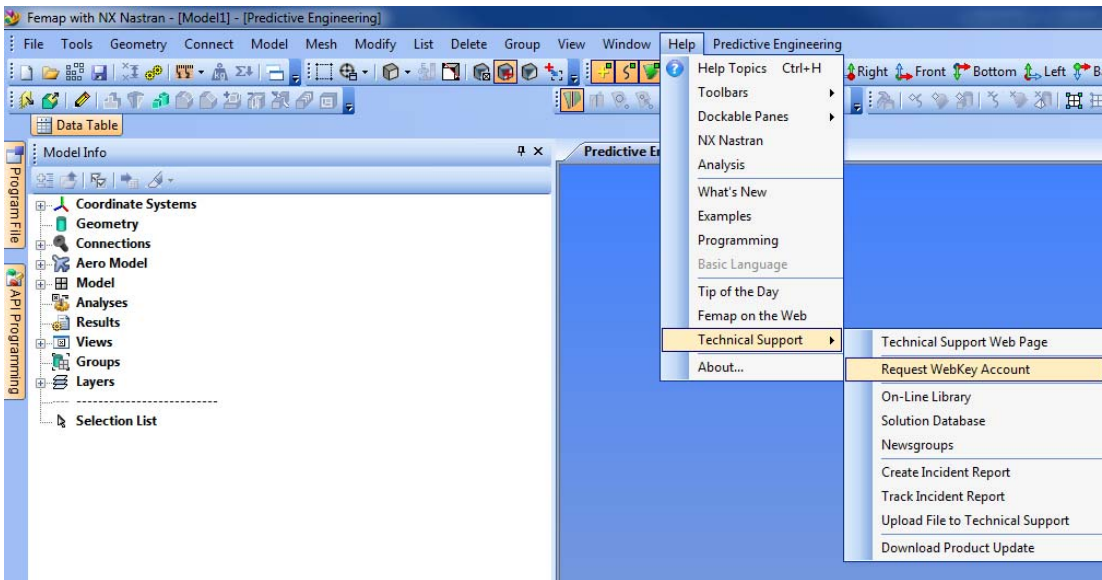 Femap with NX Nastran - [Model1] - [Predictive Engineering]
File Tools Geometry Connect Model Mesh Modify List Delete Group View Window Help Predictive Engineering
Right Front Bottom Left
Data Table
Model Info
Program File
API Programming
Coordinate Systems
Geometry
Connections
Aero Model
Model
Analyses
Results
Views
Groups
Layers
Selection List
Predictive
Help Topics Ctrl+H
Toolbars
Dockable Panes
NX Nastran
Analysis
What's New
Examples
Programming
Basic Language
Tip of the Day
Femap on the Web
Technical Support
About...
Technical Support Web Page
Request WebKey Account
On-Line Library
Solution Database
Newsgroups
Create Incident Report
Track Incident Report
Upload File to Technical Support
Download Product Update